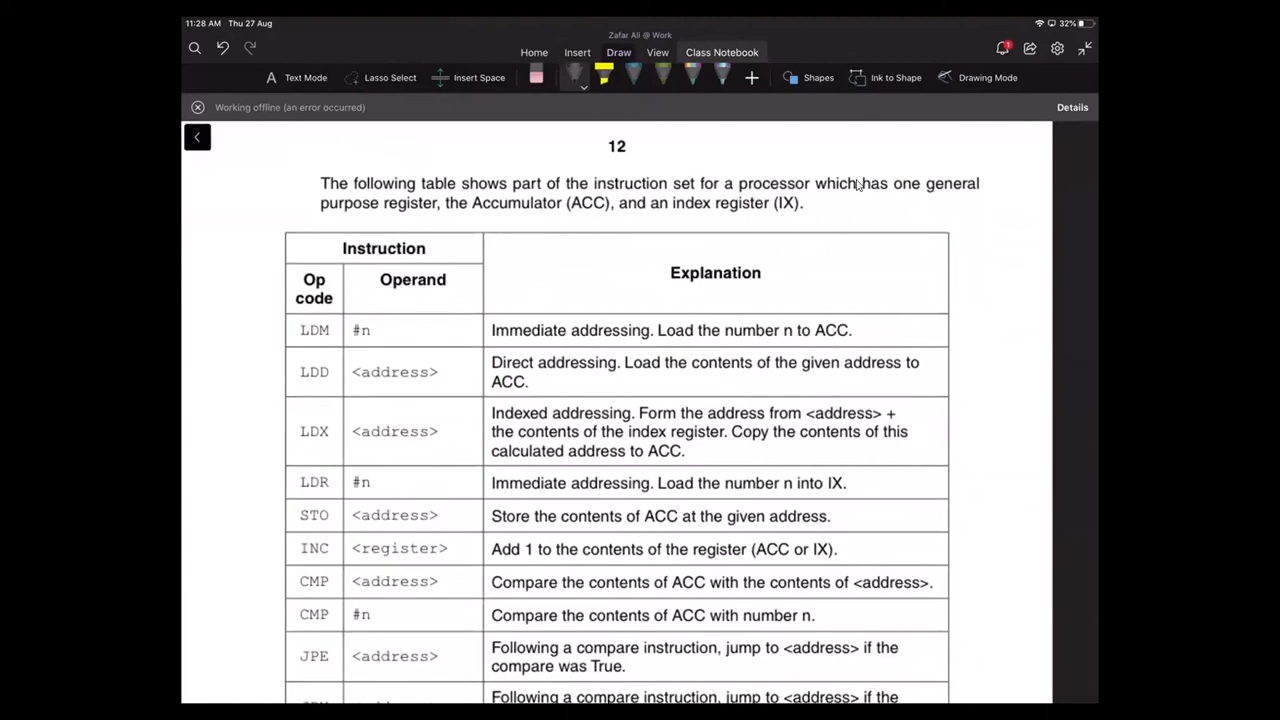 11:28 AM Thu 27 Aug
32%
Zafar Ali @ Work
Home Insert Draw View Class Notebook
1
Text Mode Lasso Select Insert Space Shapes Ink to Shape Drawing Mode
Working offline (an error occurred) Details
12
The following table shows part of the instruction set for a processor which has one general
purpose register, the Accumulator (ACC), and an index register (IX).
Instruction
Explanation
Op
code
Operand
LDM #n Immediate addressing. Load the number n to ACC.
LDD <address> Direct addressing. Load the contents of the given address to
ACC.
LDX <address> Indexed addressing. Form the address from <address> +
the contents of the index register. Copy the contents of this
calculated address to ACC.
LDR #n Immediate addressing. Load the number n into IX.
STO <address> Store the contents of ACC at the given address.
INC <register> Add 1 to the contents of the register (ACC or IX).
CMP <address> Compare the contents of ACC with the contents of <address>.
CMP #n Compare the contents of ACC with number n.
JPE <address> Following a compare instruction, jump to <address> if the
compare was True.
Following a compare instruction, jump to <address> if the